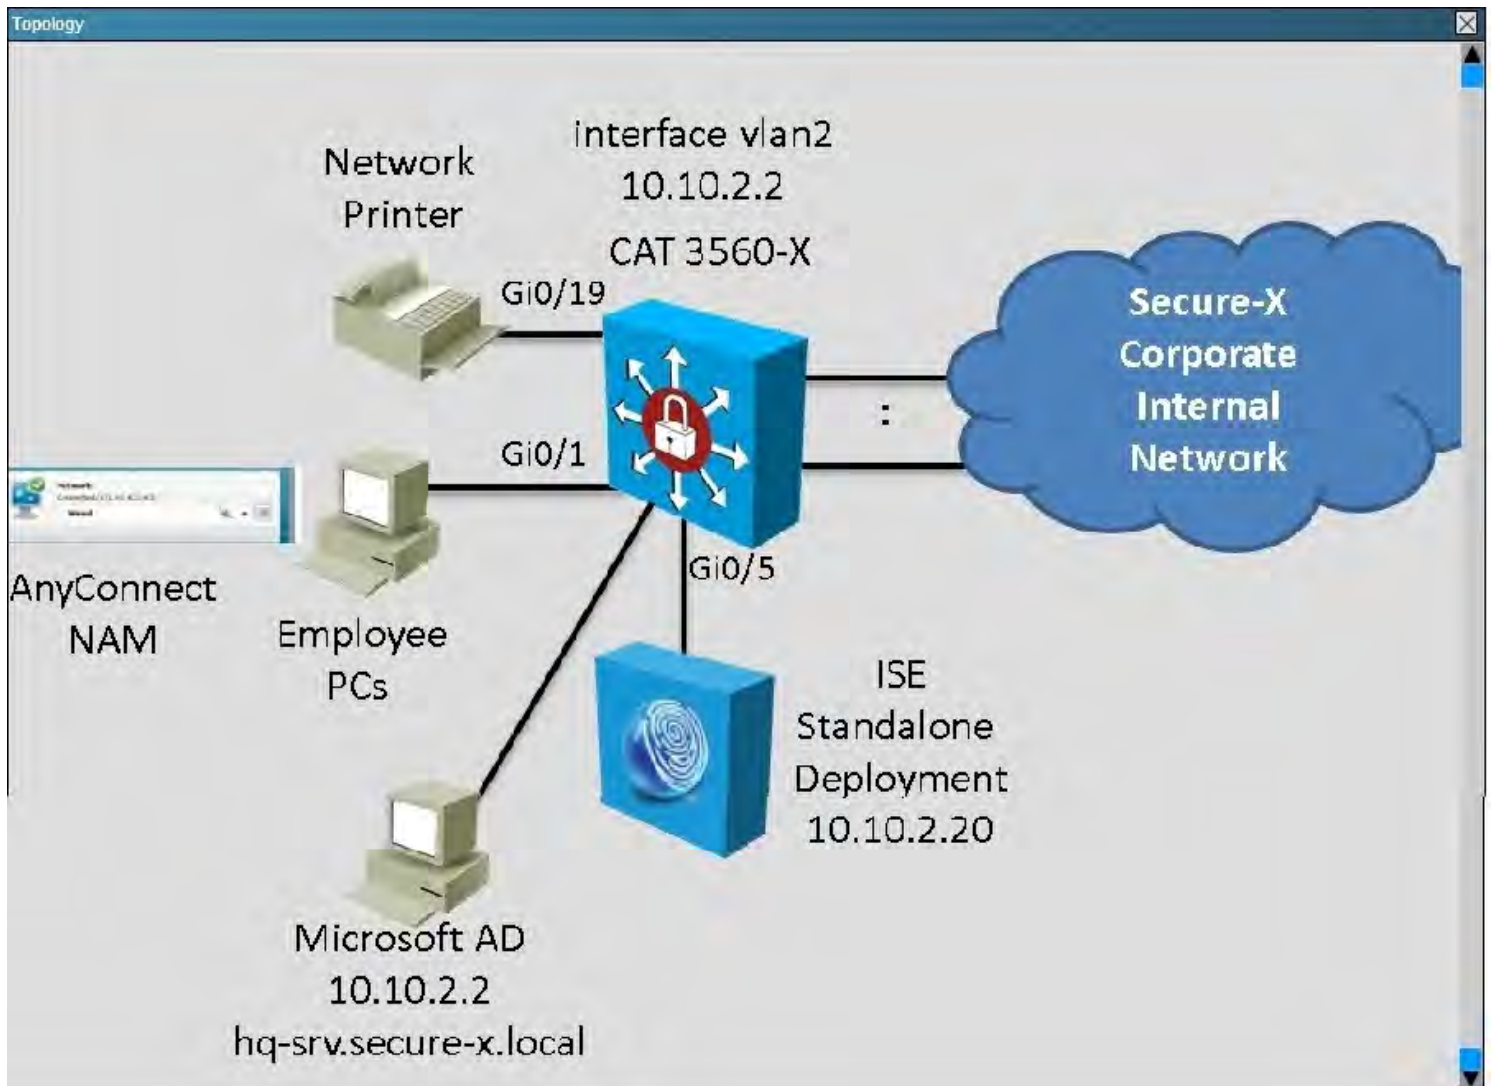 Topology
interface vlan2
10.10.2.2
CAT 3560-X
Network
Printer
Gi0/19
Secure-X
Corporate
Internal
Network
Gi0/1
Gi0/5
AnyConnect
NAM
Employee
PCs
ISE
Standalone
Deployment
10.10.2.20
Microsoft AD
10.10.2.2
hq-srv.secure-x.local